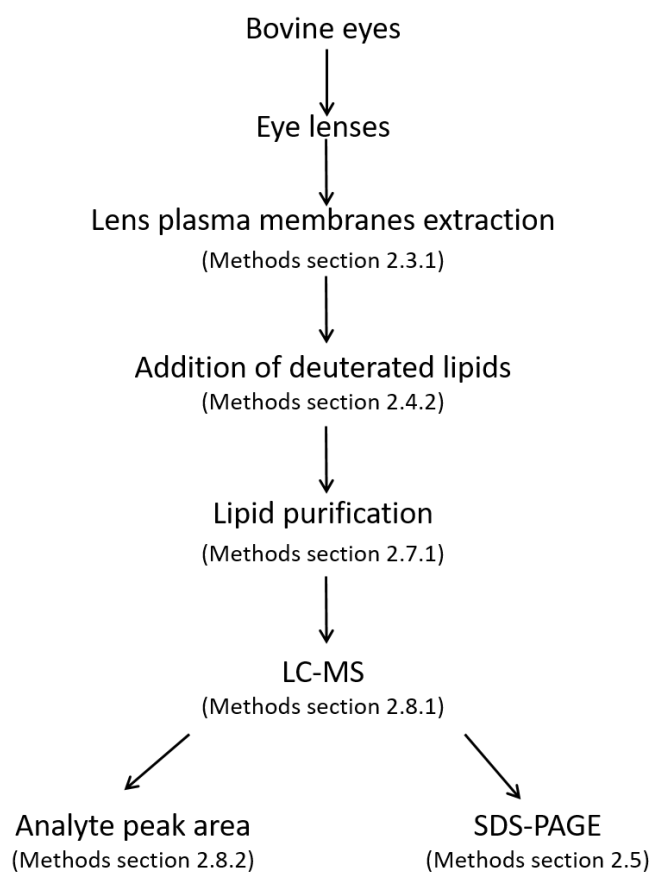 Bovine eyes
Eye lenses
Lens plasma membranes extraction
(Methods section 2.3.1)
Addition of deuterated lipids
(Methods section 2.4.2)
Lipid purification
(Methods section 2.7.1)
LC-MS
(Methods section 2.8.1)
Analyte peak area
(Methods section 2.8.2)
SDS-PAGE
(Methods section 2.5)